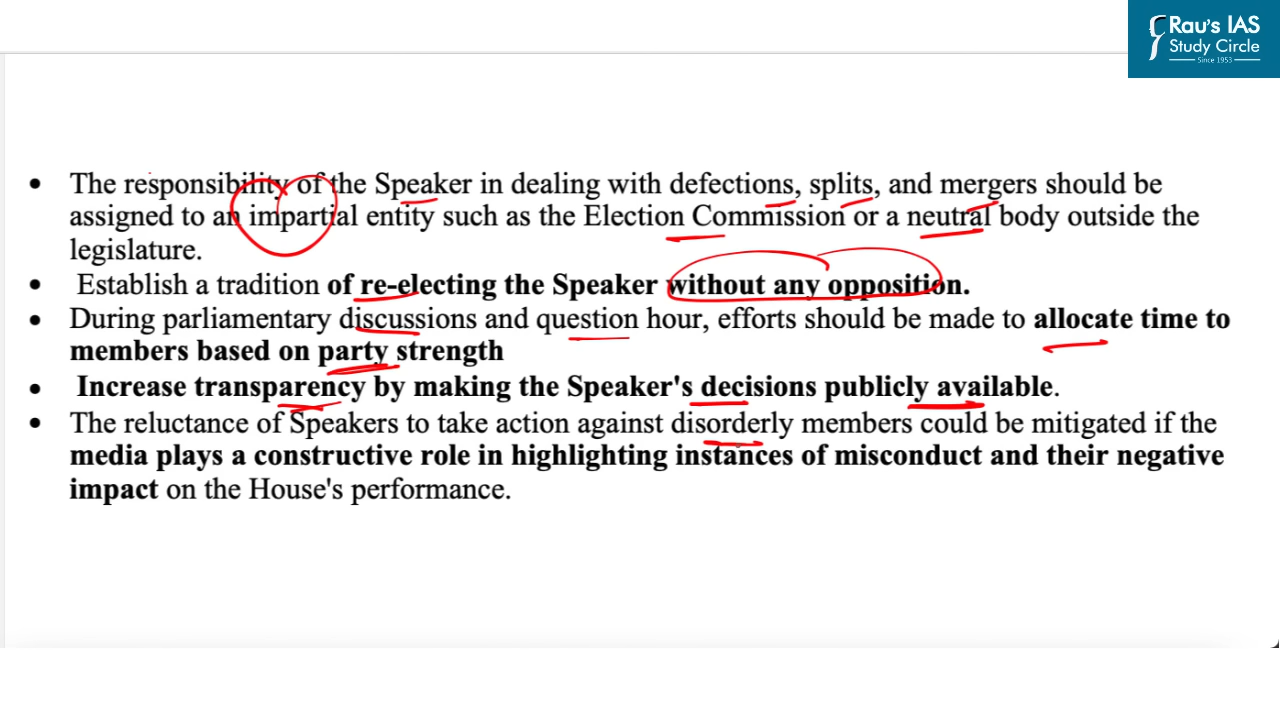 Rau's IAS
Study Circle
Since 1953
• The responsibility of the Speaker in dealing with defections, splits, and mergers should be
assigned to an impartial entity such as the Election Commission or a neutral body outside the
legislature.
• Establish a tradition of re-electing the Speaker without any opposition.
• During parliamentary discussions and question hour, efforts should be made to allocate time to
members based on party strength
• Increase transparency by making the Speaker's decisions publicly available.
• The reluctance of Speakers to take action against disorderly members could be mitigated if the
media plays a constructive role in highlighting instances of misconduct and their negative
impact on the House's performance.